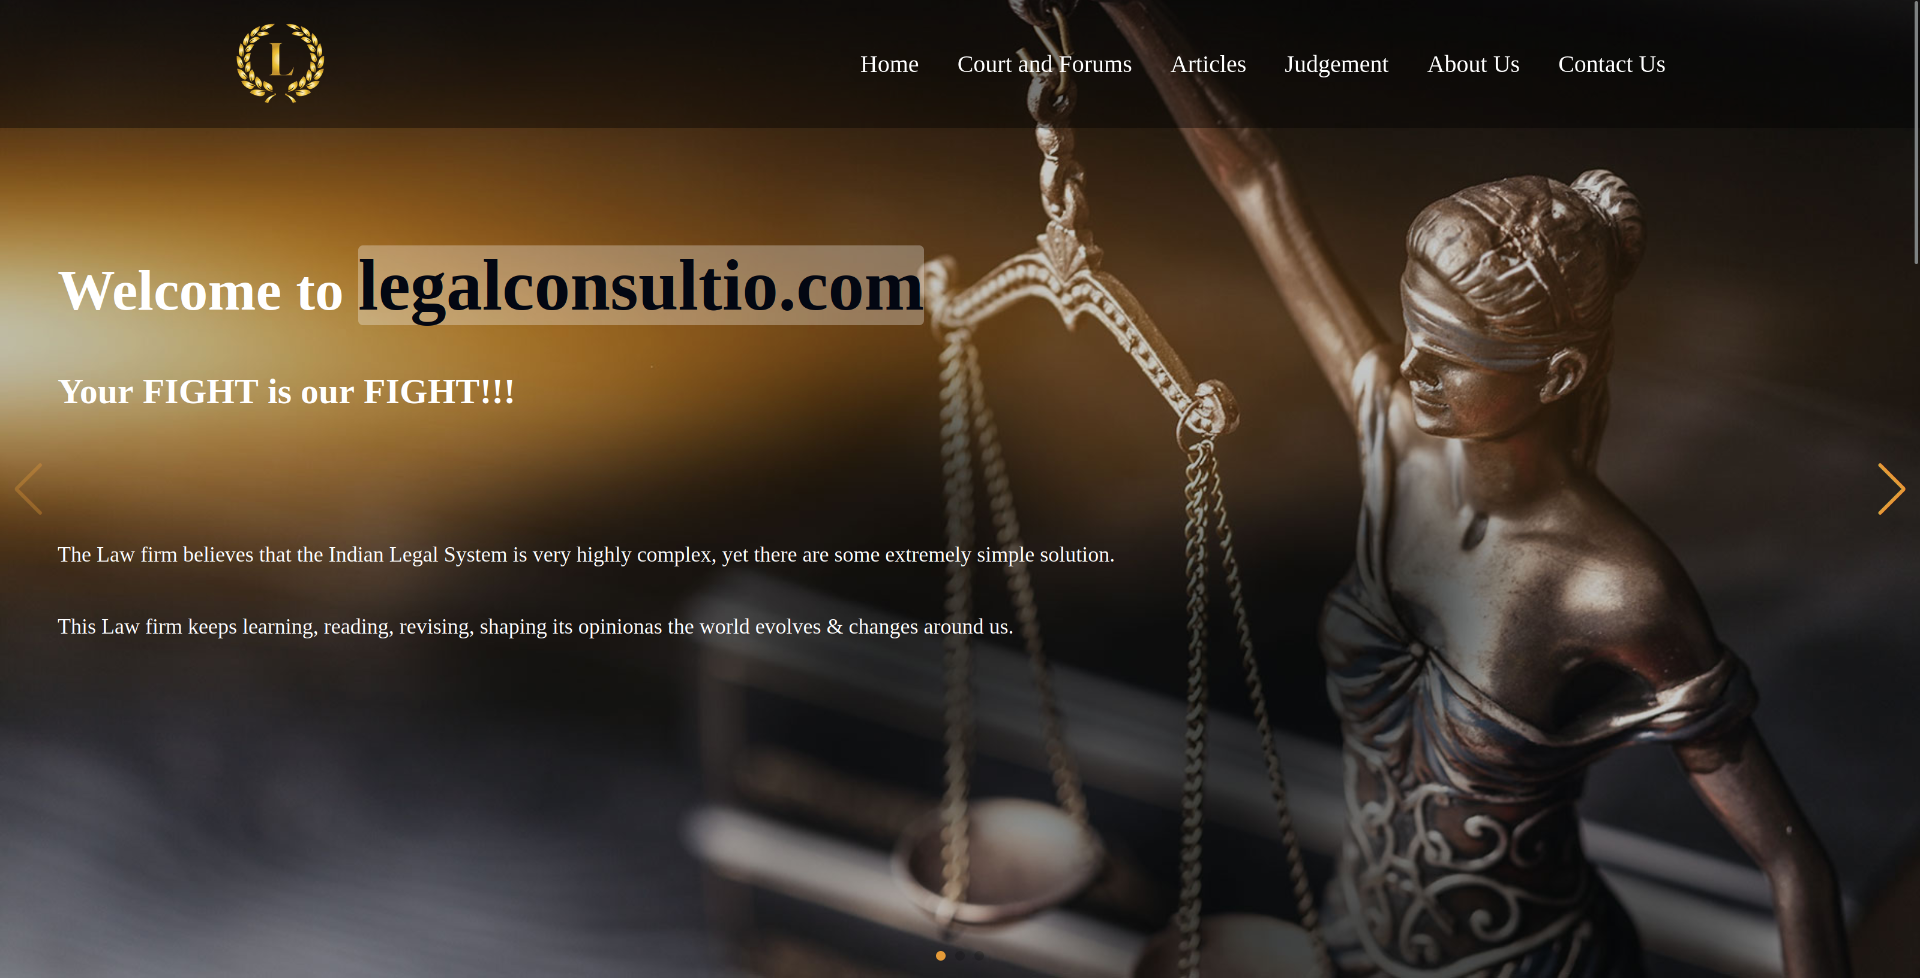 L
Home Court and Forums Articles Judgement About Us Contact Us
Welcome to legalconsultio.com
Your FIGHT is our FIGHT!!!
The Law firm believes that the Indian Legal System is very highly complex, yet there are some extremely simple solution.
This Law firm keeps learning, reading, revising, shaping its opinionas the world evolves & changes around us.